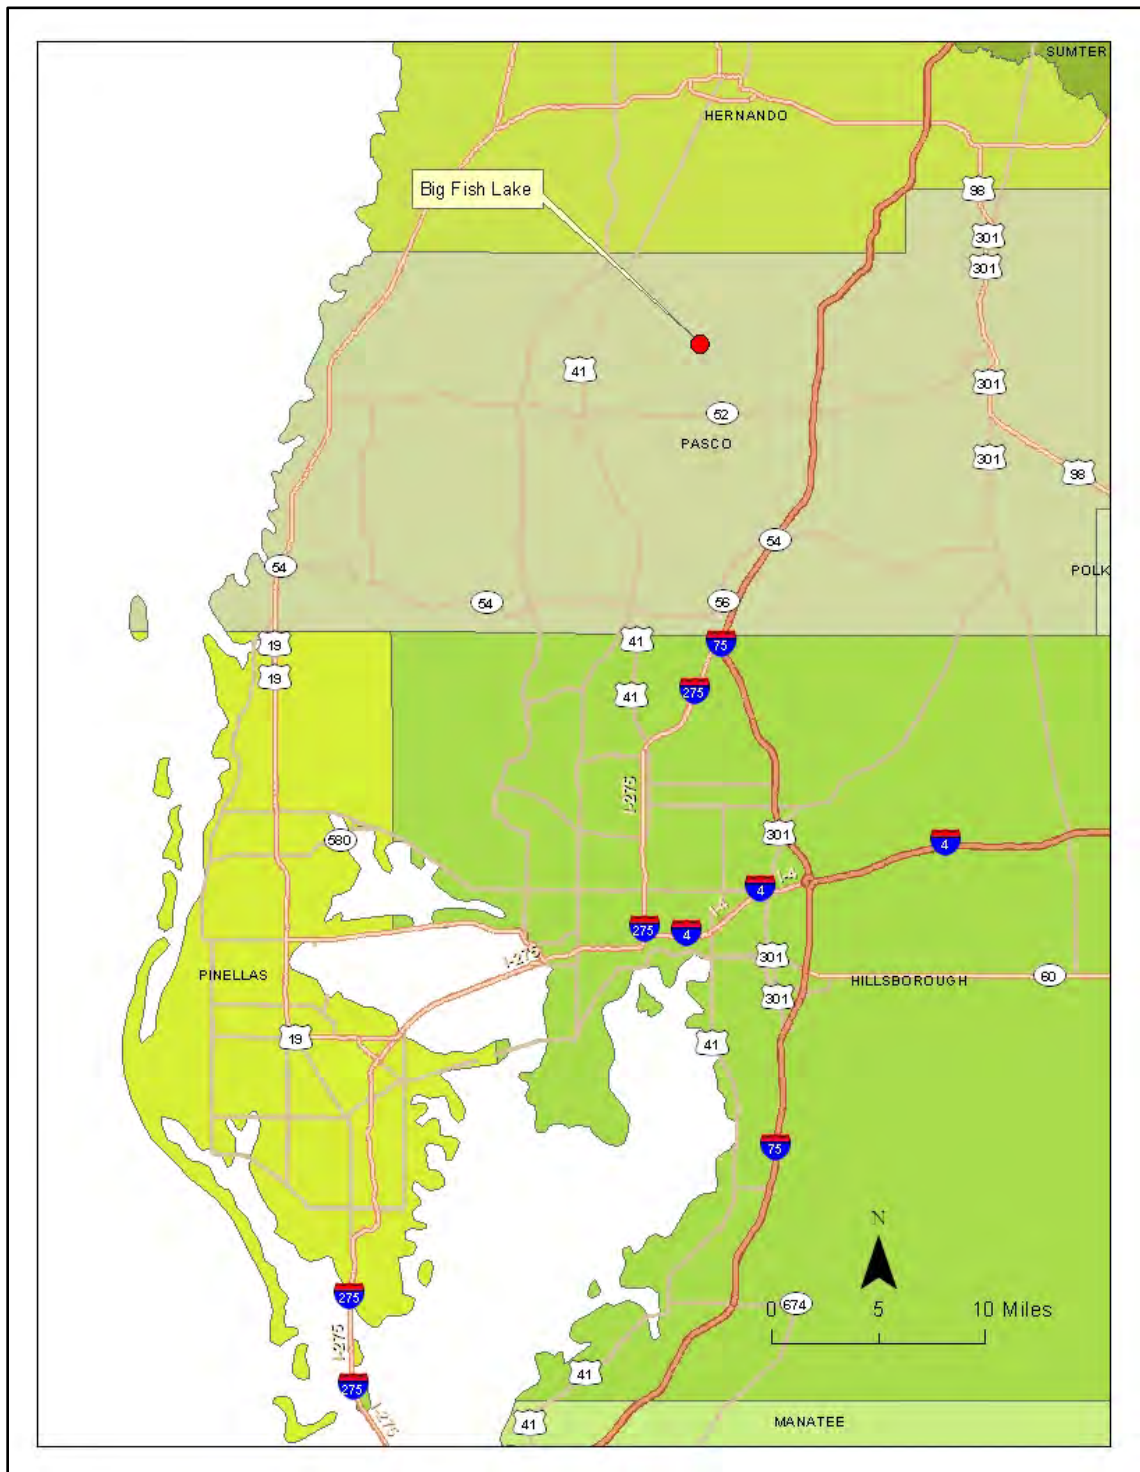 SUMTER
HERNANDO
Big Fish Lake
98
301
301
41
301
52
PASCO
301
98
54
54
POLK
54
56
19
41
75
19
41
275
I-275
301
580
4
4
I-4
I-4
275
4
I-275
301
PINELLAS
HILLSBOROUGH
60
301
19
41
75
N
275
0
674
5
10 Miles
I-275
41
275
I-275
41
MANATEE